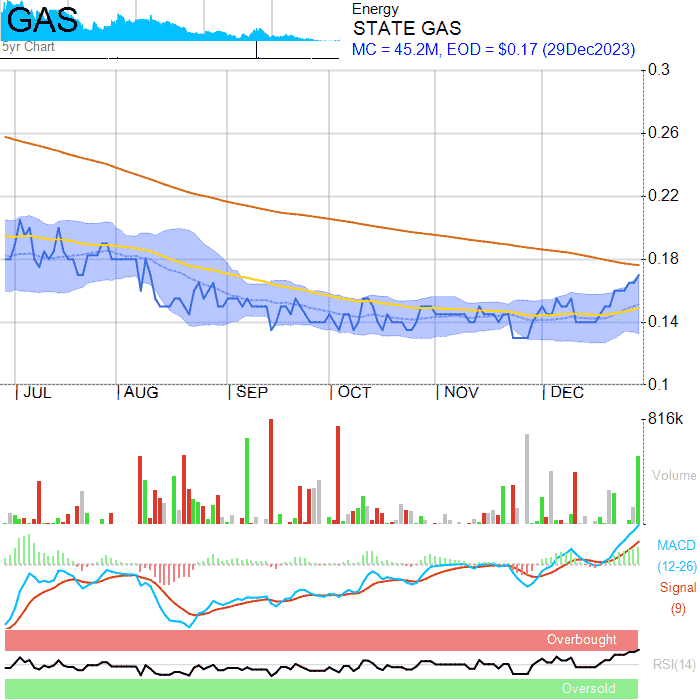 GAS
5yr Chart
Energy
STATE GAS
MC = 45.2M, EOD = $0.17 (29Dec2023)
0.3
0.26
0.22
0.18
0.14
0.1
JUL AUG SEP OCT NOV DEC
816k
Volume
MACD
(12-26)
Signal
(9)
Overbought
RSI(14)
Oversold